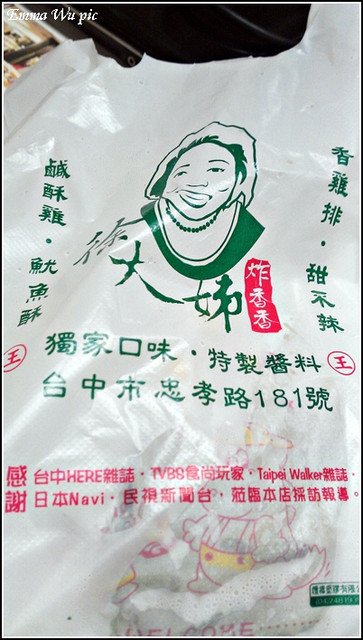 Emma Wu pic
鹹酥雞・魷魚酥
香雞排・甜不辣
徐大姊
炸香香
獨家口味・特製醬料
王
王
台中市忠孝路181號
感謝
台中HERE雜誌・TVBS食尚玩家・Taipei Walker雜誌・
日本Navi・民視新聞台，蒞臨本店採訪報導。
WELCOME